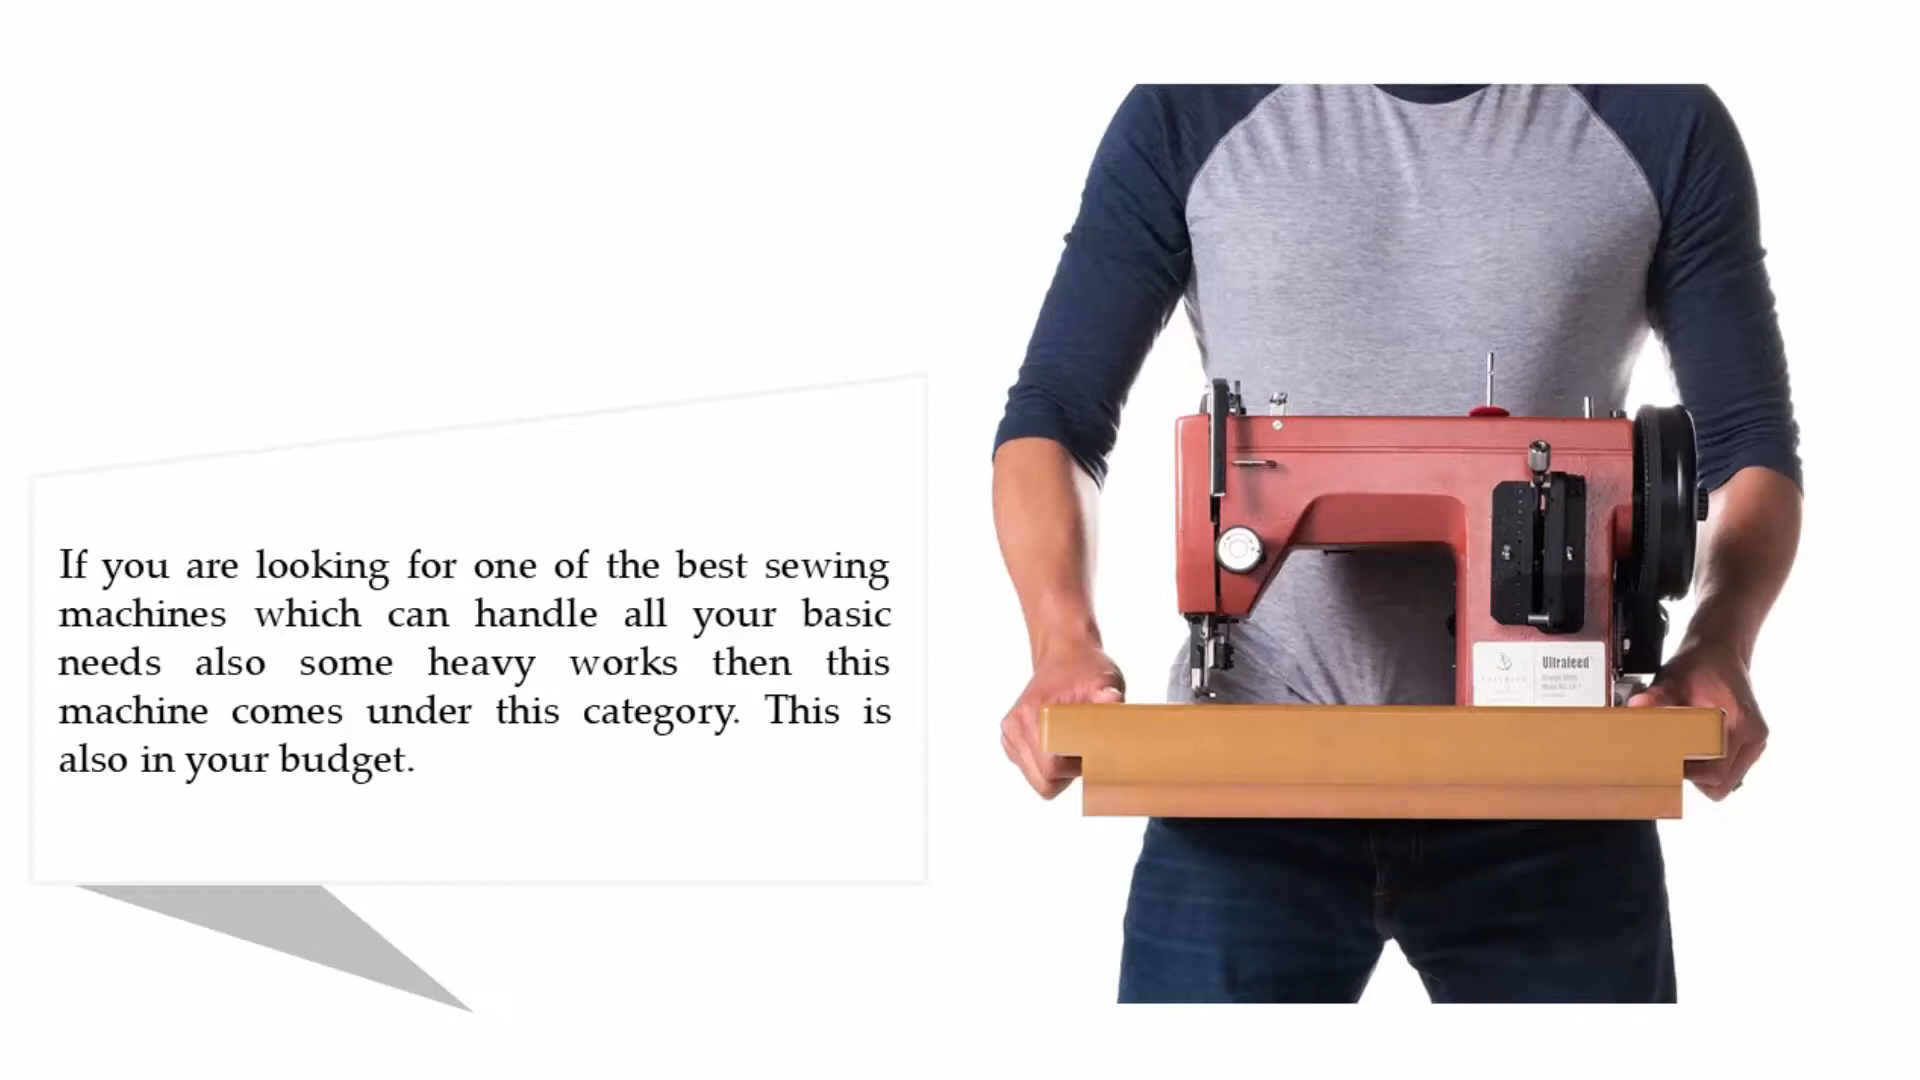 If you are looking for one of the best sewing
machines which can handle all your basic
needs also some heavy works then this
machine comes under this category. This is
also in your budget.
Ultrafeed